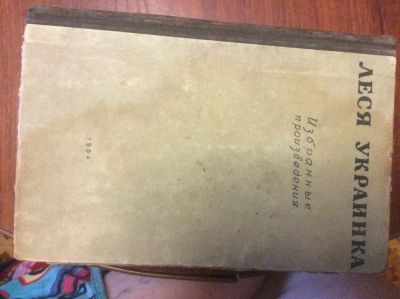 ЛЕСЯ УКРАИНКА
Избранные
произведения
1954